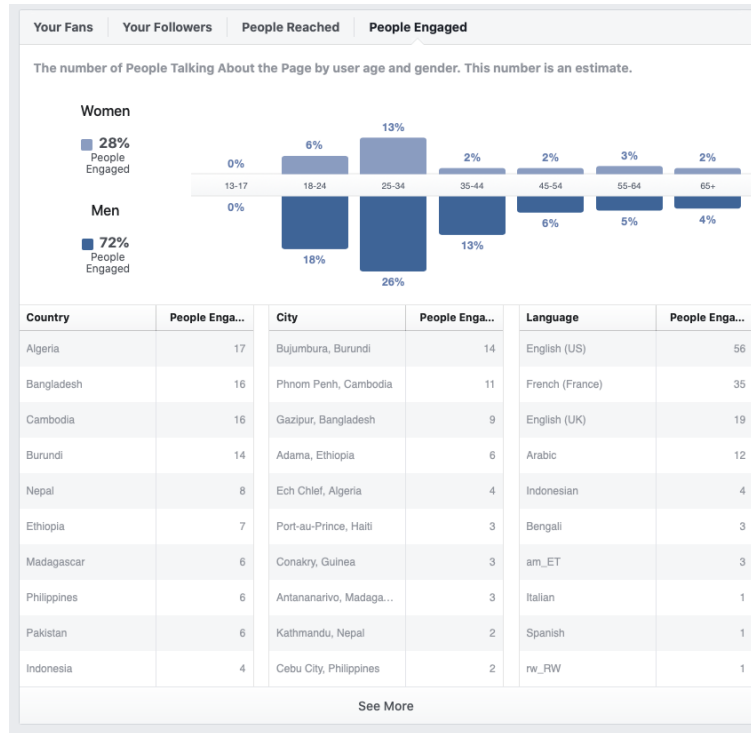 Your Fans Your Followers People Reached People Engaged
The number of People Talking About the Page by user age and gender. This number is an estimate.
Women
28%
People
Engaged
0% 6% 13% 2% 2% 3% 2%
13-17 18-24 25-34 35-44 45-54 55-64 65+
Men
72%
People
Engaged
0% 18% 26% 13% 6% 5% 4%
Country People Enga... City People Enga... Language People Enga...
Algeria 17 Bujumbura, Burundi 14 English (US) 56
Bangladesh 16 Phnom Penh, Cambodia 11 French (France) 35
Cambodia 16 Gazipur, Bangladesh 9 English (UK) 19
Burundi 14 Adama, Ethiopia 6 Arabic 12
Nepal 8 Ech Chlef, Algeria 4 Indonesian 4
Ethiopia 7 Port-au-Prince, Haiti 3 Bengali 3
Madagascar 6 Conakry, Guinea 3 am_ET 3
Philippines 6 Antananarivo, Madaga... 3 Italian 1
Pakistan 6 Kathmandu, Nepal 2 Spanish 1
Indonesia 4 Cebu City, Philippines 2 rw_RW 1
See More